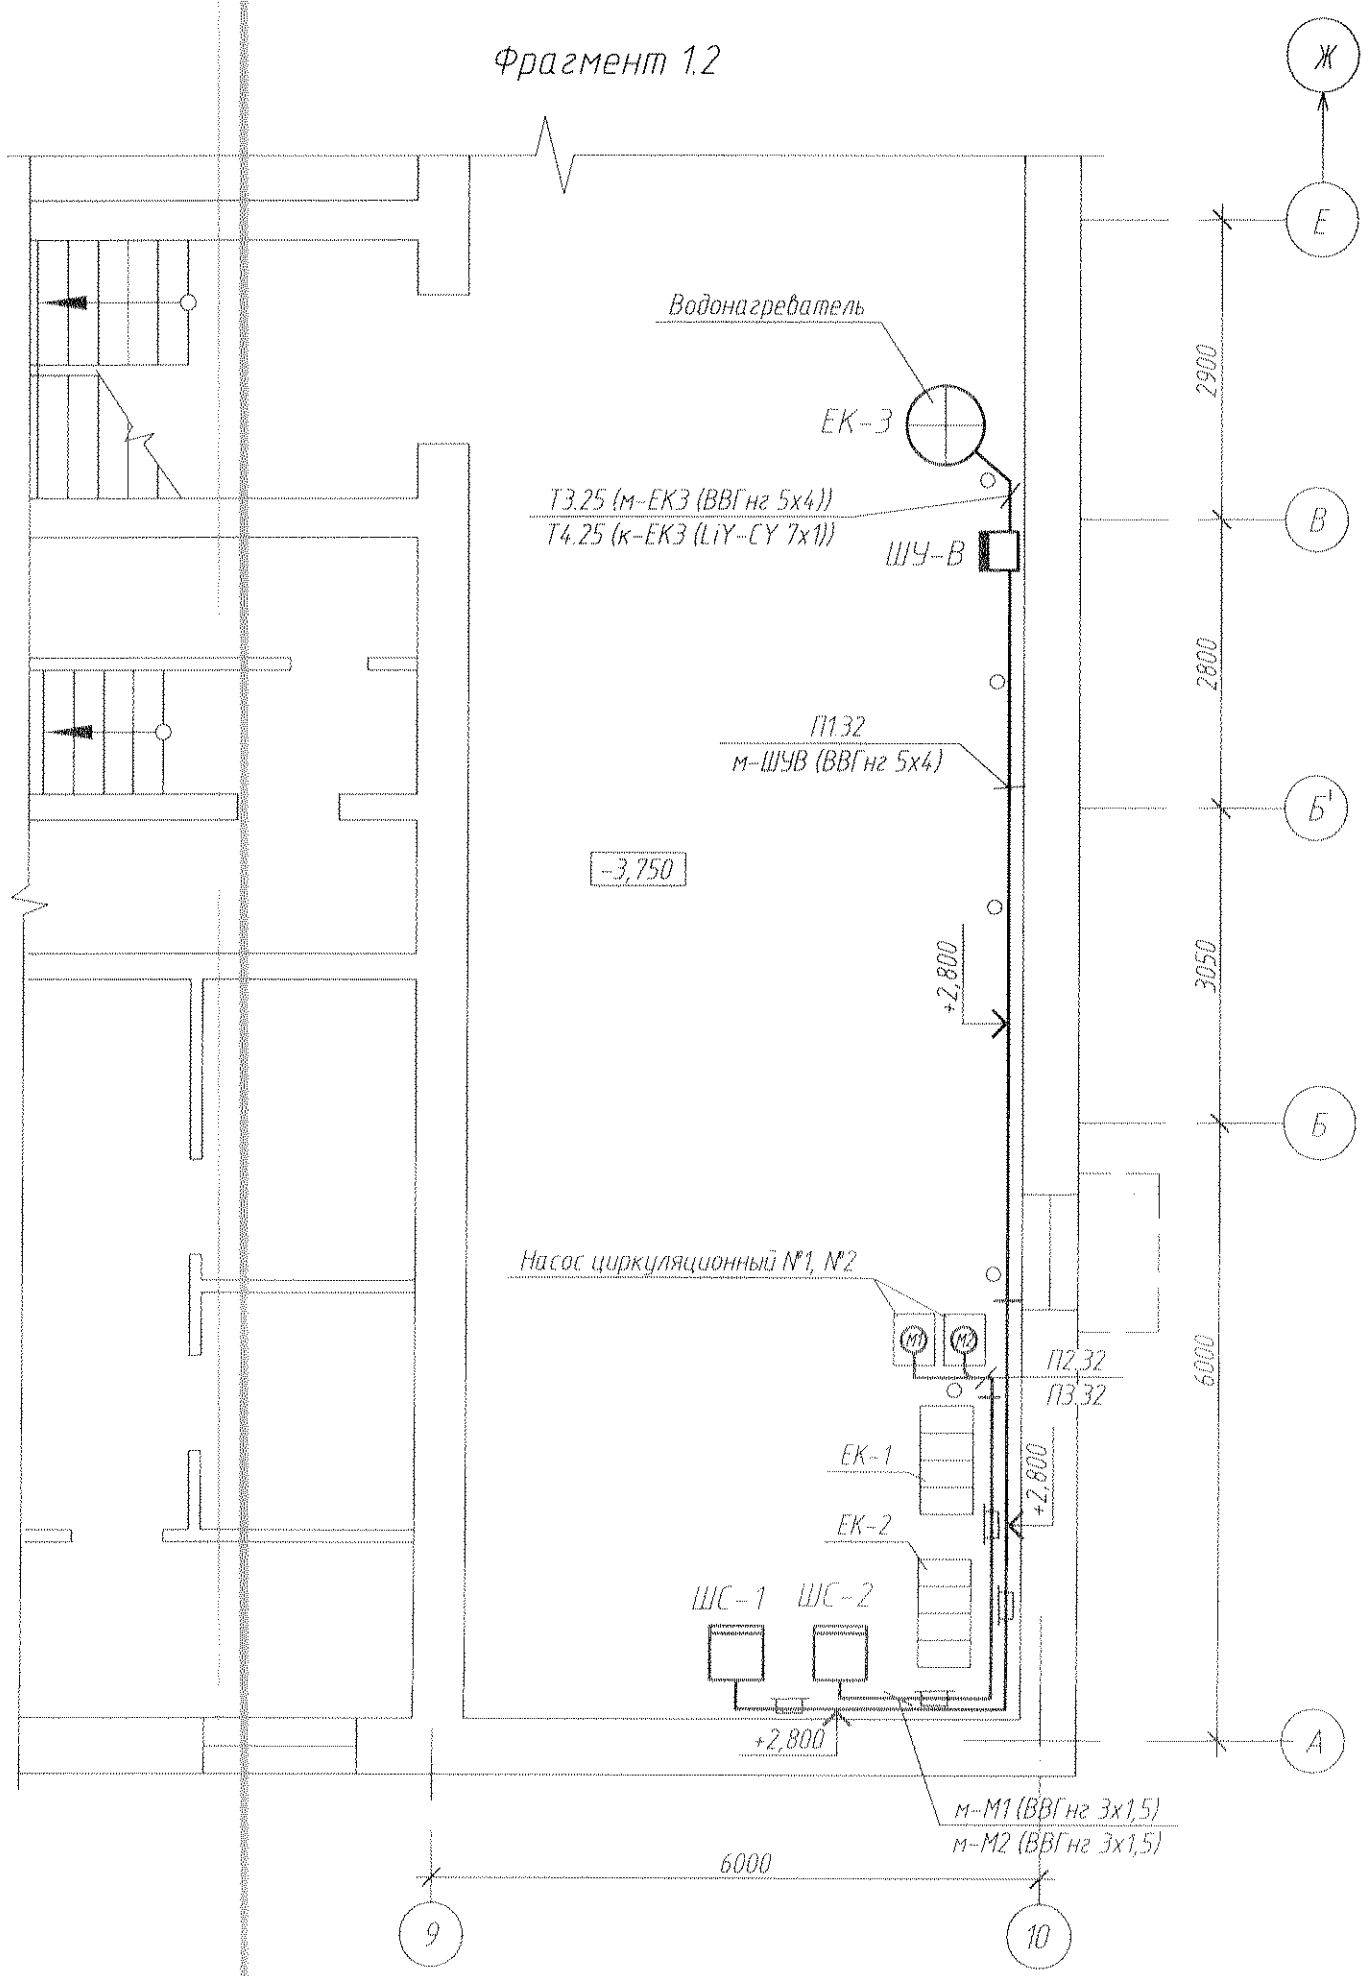 Фрагмент 1.2
Ж
Е
Водонагреватель
2900
ЕК-3
Т3.25 (м-ЕК3 (ВВГнг 5х4))
Т4.25 (к-ЕК3 (LiY-CY 7х1))
В
ШУ-В
2800
П1.32
м-ШУВ (ВВГнг 5х4)
Б'
-3,750
+2,800
3050
Б
Насос циркуляционный №1, №2
М1
М2
П2.32
П3.32
6000
ЕК-1
+2,800
ЕК-2
ШС-1
ШС-2
+2,800
А
м-М1 (ВВГнг 3х1,5)
м-М2 (ВВГнг 3х1,5)
6000
9
10